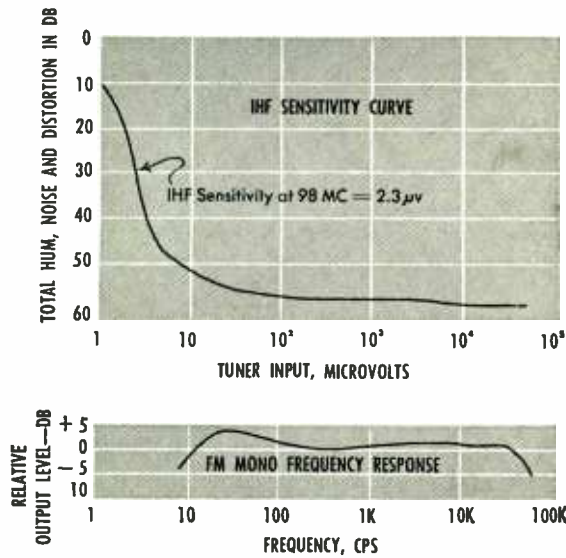 TOTAL HUM, NOISE AND DISTORTION IN DB
0
10
20
30
40
50
60
IHF SENSITIVITY CURVE
IHF Sensitivity at 98 MC = 2.3 μv
1 10 10² 10³ 10⁴ 10⁵
TUNER INPUT, MICROVOLTS
RELATIVE
OUTPUT LEVEL—DB
+ 5
0
- 5
10
FM MONO FREQUENCY RESPONSE
1 10 100 1K 10K 100K
FREQUENCY, CPS